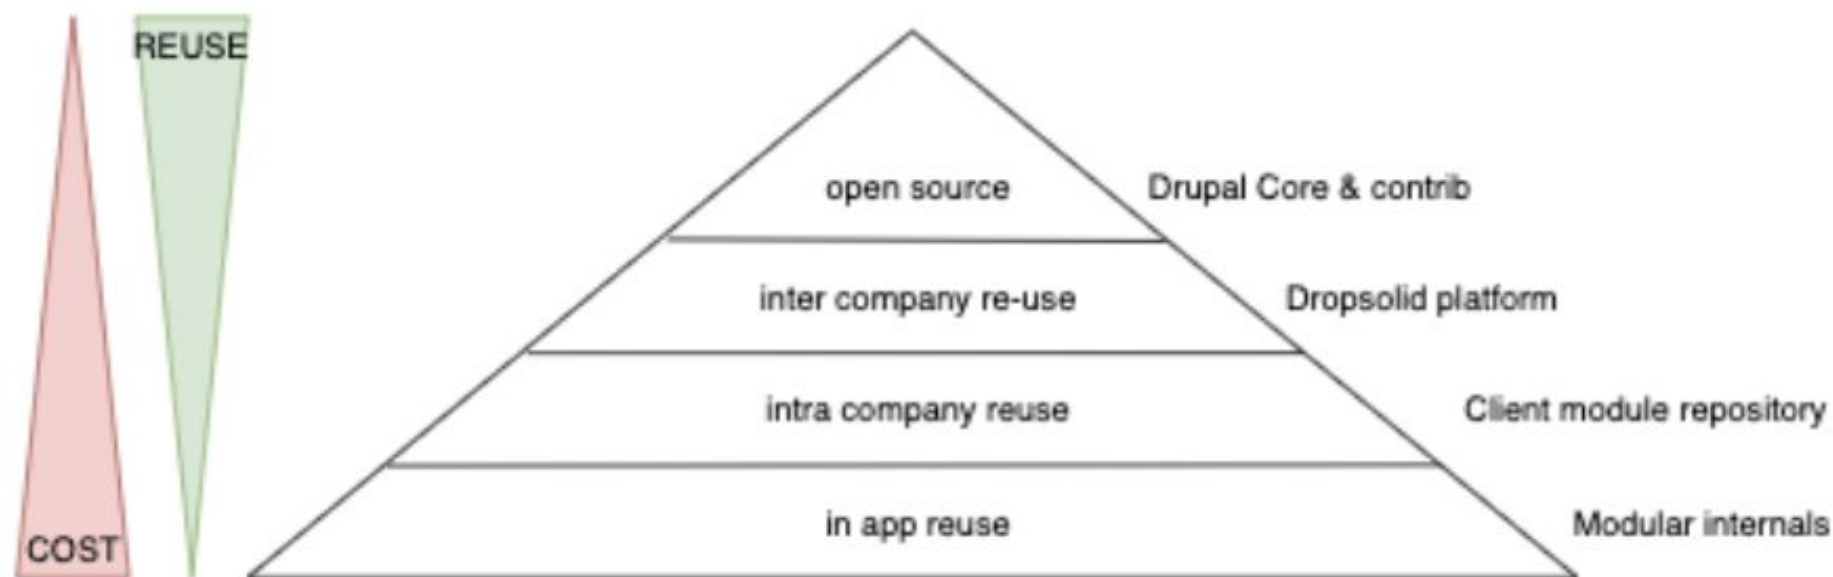 REUSE
open source
Drupal Core & contrib
inter company re-use
Dropsolid platform
intra company reuse
Client module repository
in app reuse
Modular internals
COST